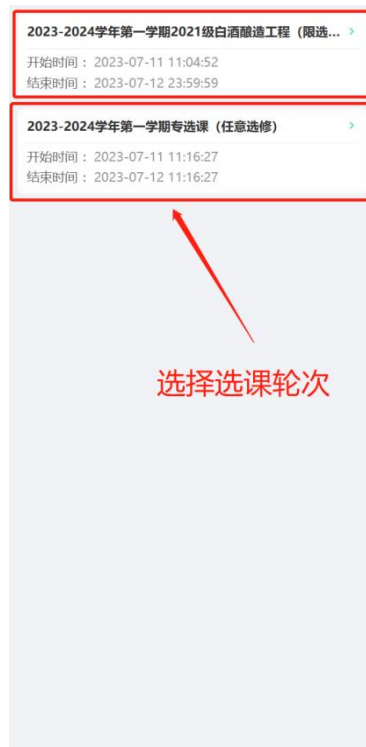 2023-2024学年第一学期2021级白酒酿造工程（限选...
开始时间： 2023-07-11 11:04:52
结束时间： 2023-07-12 23:59:59
2023-2024学年第一学期专选课（任意选修）
开始时间： 2023-07-11 11:16:27
结束时间： 2023-07-12 11:16:27
选择选课轮次